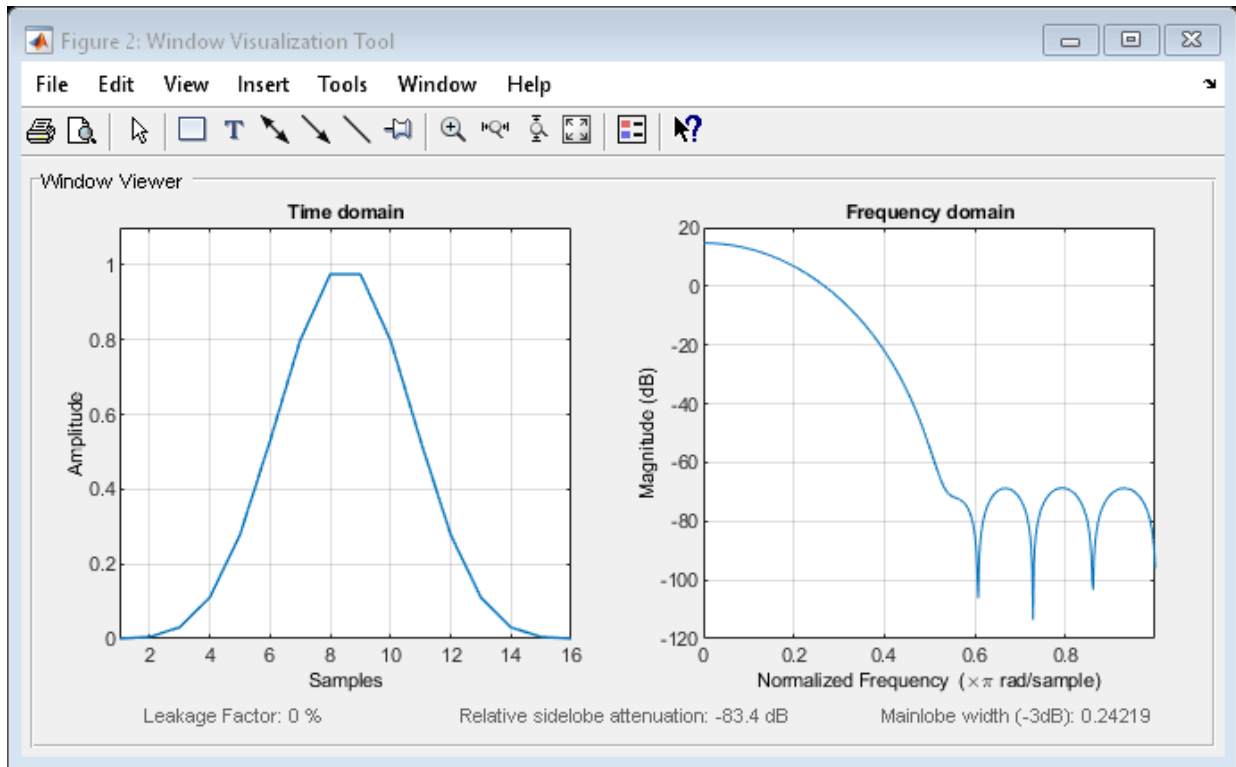 Figure 2: Window Visualization Tool
File Edit View Insert Tools Window Help
T
Window Viewer
Time domain
1
0.8
0.6
0.4
0.2
0
Amplitude
2 4 6 8 10 12 14 16
Samples
Frequency domain
20
0
-20
-40
-60
-80
-100
-120
Magnitude (dB)
0 0.2 0.4 0.6 0.8
Normalized Frequency (×π rad/sample)
Leakage Factor: 0 % Relative sidelobe attenuation: -83.4 dB Mainlobe width (-3dB): 0.24219